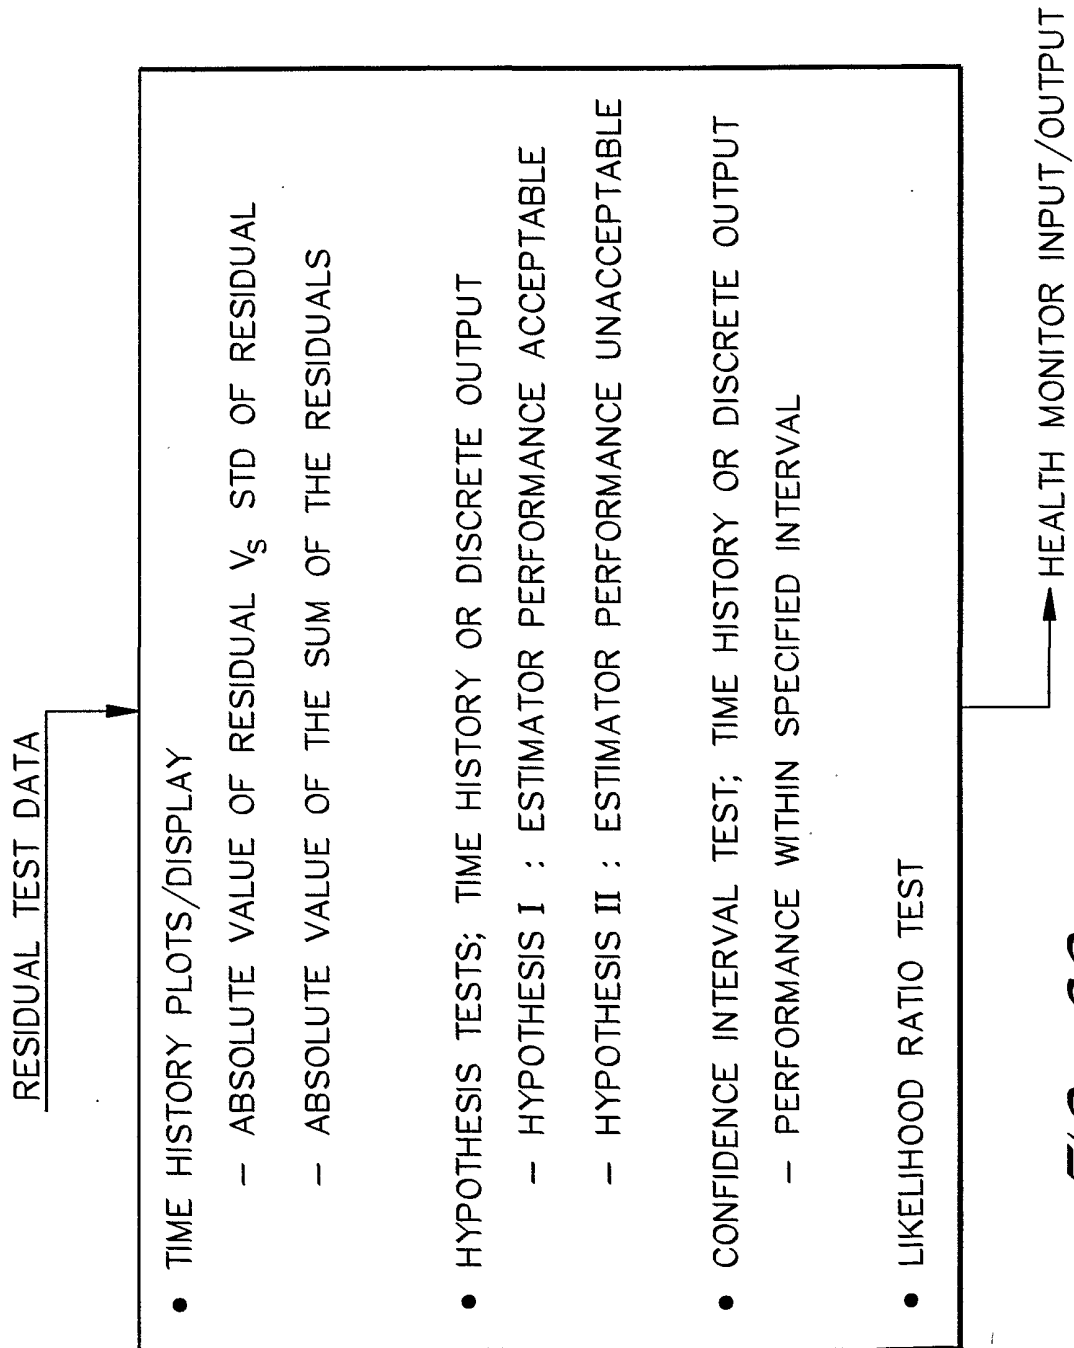 RESIDUAL TEST DATA
• TIME HISTORY PLOTS/DISPLAY
– ABSOLUTE VALUE OF RESIDUAL VS STD OF RESIDUAL
– ABSOLUTE VALUE OF THE SUM OF THE RESIDUALS
• HYPOTHESIS TESTS; TIME HISTORY OR DISCRETE OUTPUT
– HYPOTHESIS I : ESTIMATOR PERFORMANCE ACCEPTABLE
– HYPOTHESIS II : ESTIMATOR PERFORMANCE UNACCEPTABLE
• CONFIDENCE INTERVAL TEST; TIME HISTORY OR DISCRETE OUTPUT
– PERFORMANCE WITHIN SPECIFIED INTERVAL
• LIKELIHOOD RATIO TEST
HEALTH MONITOR INPUT/OUTPUT